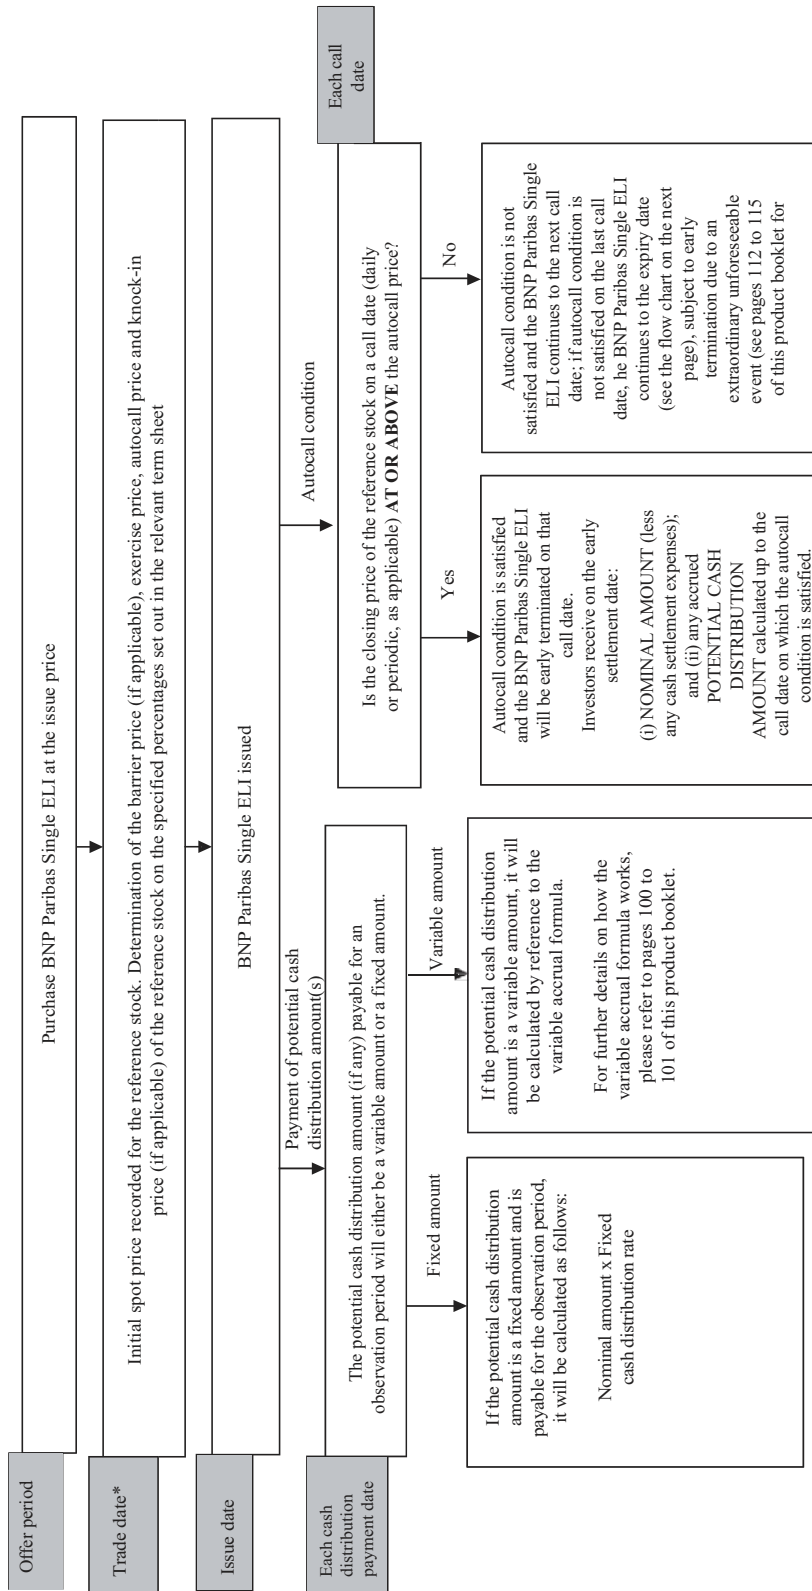 Offer period
Purchase BNP Paribas Single ELI at the issue price
Trade date*
Initial spot price recorded for the reference stock. Determination of the barrier price (if applicable), exercise price, autocall price and knock-in
price (if applicable) of the reference stock on the specified percentages set out in the relevant term sheet
Issue date
BNP Paribas Single ELI issued
Payment of potential cash
distribution amount(s)
Autocall condition
Each cash
distribution
payment date
The potential cash distribution amount (if any) payable for an
observation period will either be a variable amount or a fixed amount.
Each call
date
Is the closing price of the reference stock on a call date (daily
or periodic, as applicable) AT OR ABOVE the autocall price?
Fixed amount
Variable amount
Yes
No
If the potential cash distribution
amount is a fixed amount and is
payable for the observation period,
it will be calculated as follows:
Nominal amount x Fixed
cash distribution rate
If the potential cash distribution
amount is a variable amount, it will
be calculated by reference to the
variable accrual formula.
For further details on how the
variable accrual formula works,
please refer to pages 100 to
101 of this product booklet.
Autocall condition is satisfied
and the BNP Paribas Single ELI
will be early terminated on that
call date.
Investors receive on the early
settlement date:
(i) NOMINAL AMOUNT (less
any cash settlement expenses);
and (ii) any accrued
POTENTIAL CASH
DISTRIBUTION
AMOUNT calculated up to the
call date on which the autocall
condition is satisfied.
Autocall condition is not
satisfied and the BNP Paribas Single
ELI continues to the next call
date; if autocall condition is
not satisfied on the last call
date, he BNP Paribas Single ELI
continues to the expiry date
(see the flow chart on the next
page), subject to early
termination due to an
extraordinary unforeseeable
event (see pages 112 to 115
of this product booklet for